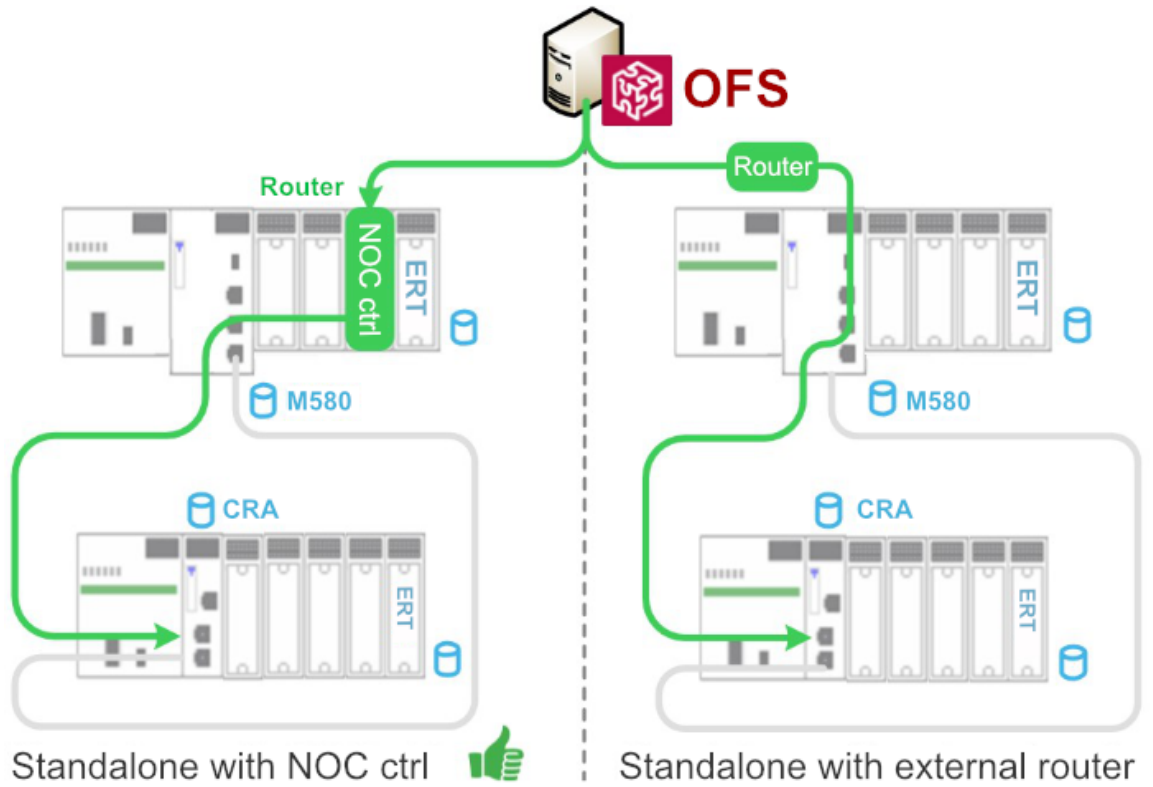 OFS
Router
Router
NOC ctrl
ERT
ERT
M580
M580
CRA
CRA
ERT
ERT
Standalone with NOC ctrl
Standalone with external router